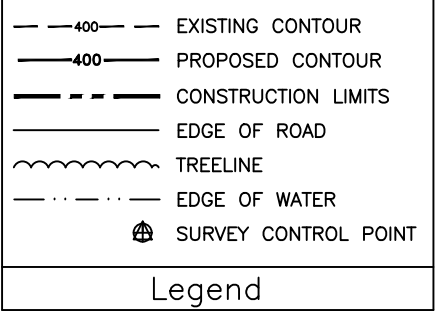 400 EXISTING CONTOUR
400 PROPOSED CONTOUR
CONSTRUCTION LIMITS
EDGE OF ROAD
TREELINE
EDGE OF WATER
SURVEY CONTROL POINT
Legend